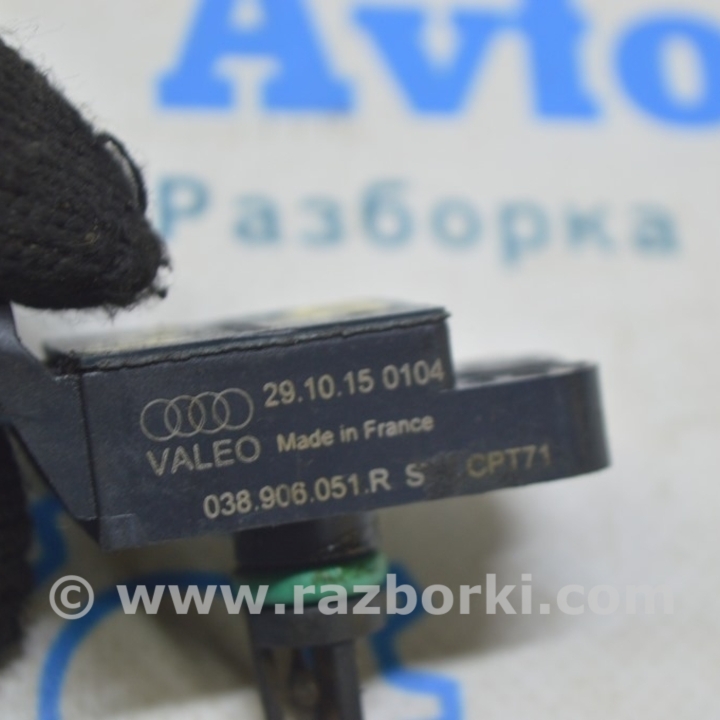 Avto
Разборка
29.10.15 0104
VALEO Made in France
038.906.051.R S CPT71
© www.razborki.com